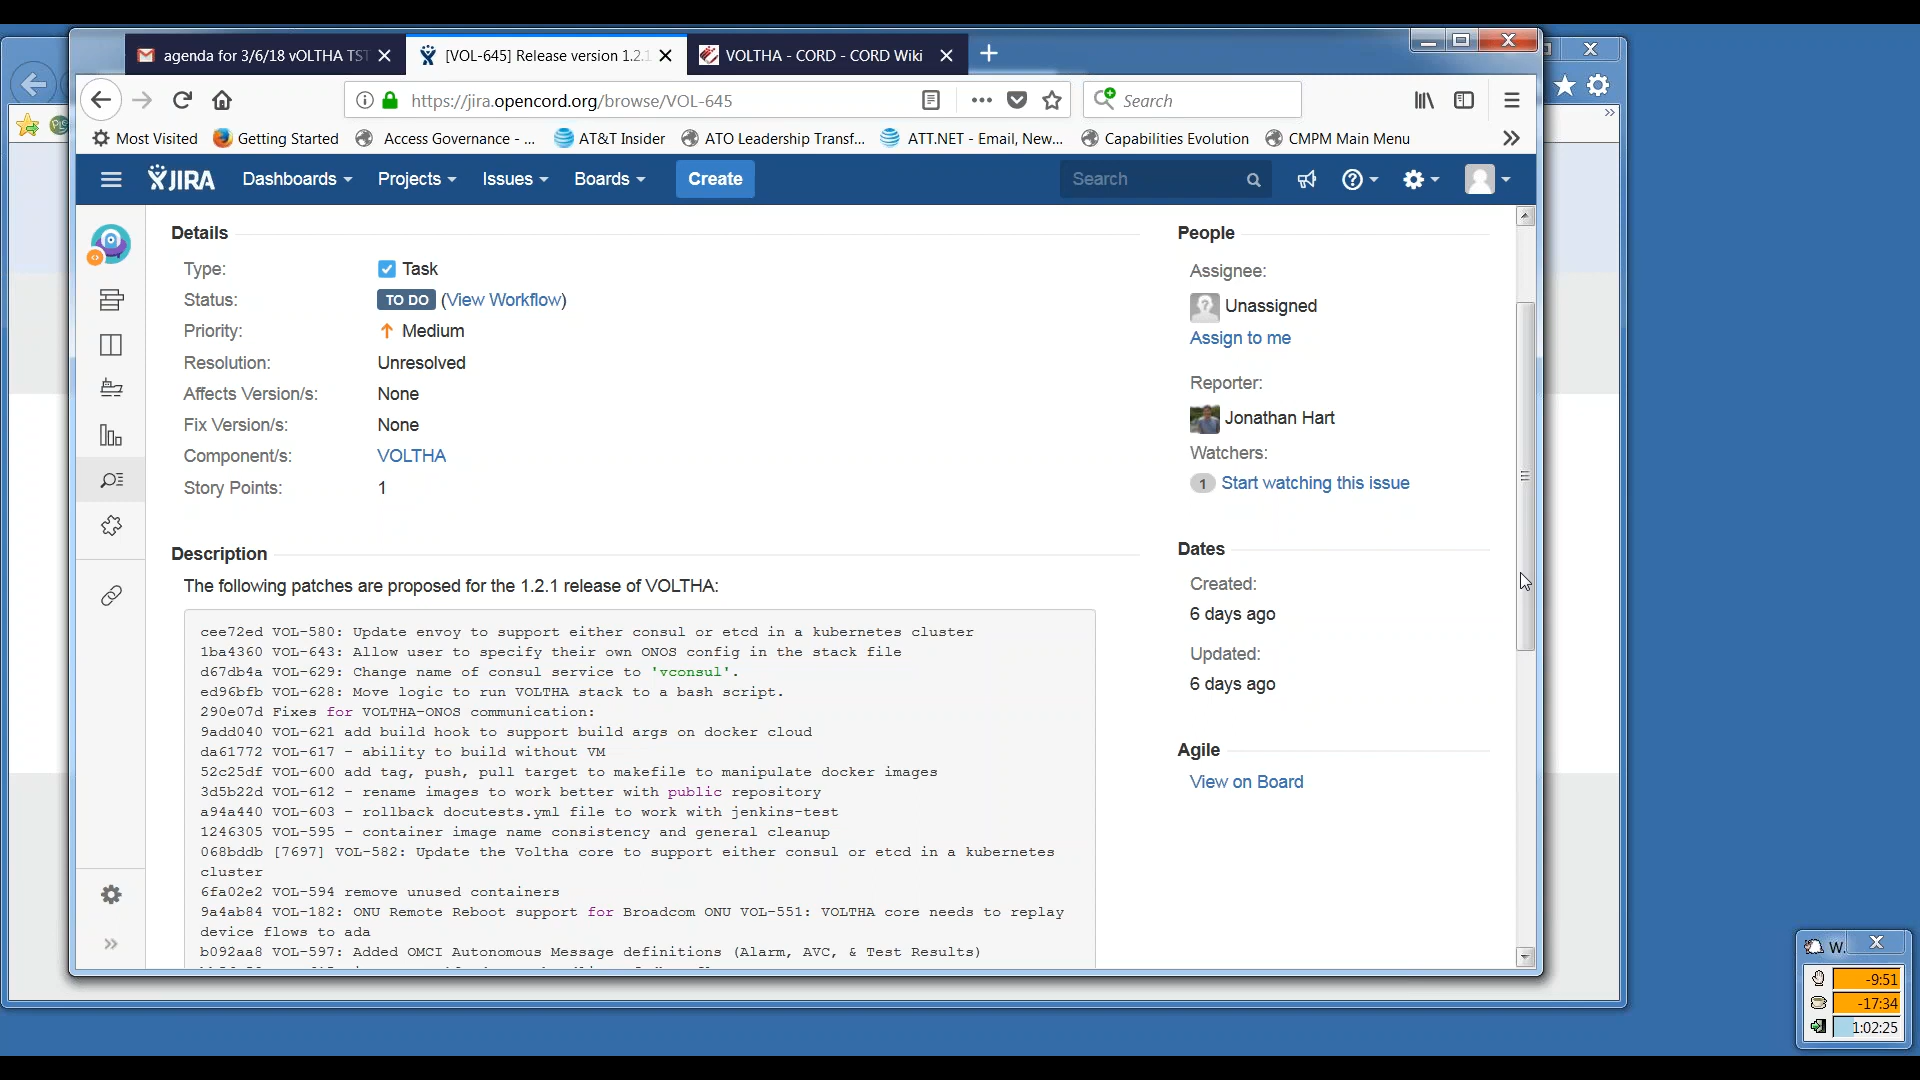 agenda for 3/6/18 vOLTHA TST
[VOL-645] Release version 1.2.1
VOLTHA - CORD - CORD Wiki
https://jira.opencord.org/browse/VOL-645
Search
Most Visited
Getting Started
Access Governance - ...
AT&T Insider
ATO Leadership Transf...
ATT.NET - Email, New...
Capabilities Evolution
CMPM Main Menu
JIRA
Dashboards
Projects
Issues
Boards
Create
Search
Details
Type: Task
Status: TO DO (View Workflow)
Priority: Medium
Resolution: Unresolved
Affects Version/s: None
Fix Version/s: None
Component/s: VOLTHA
Story Points: 1
Description
The following patches are proposed for the 1.2.1 release of VOLTHA:
cee72ed VOL-580: Update envoy to support either consul or etcd in a kubernetes cluster
1ba4360 VOL-643: Allow user to specify their own ONOS config in the stack file
d67db4a VOL-629: Change name of consul service to 'vconsul'.
ed96bfb VOL-628: Move logic to run VOLTHA stack to a bash script.
290e07d Fixes for VOLTHA-ONOS communication:
9add040 VOL-621 add build hook to support build args on docker cloud
da61772 VOL-617 - ability to build without VM
52c25df VOL-600 add tag, push, pull target to makefile to manipulate docker images
3d5b22d VOL-612 - rename images to work better with public repository
a94a440 VOL-603 - rollback docutests.yml file to work with jenkins-test
1246305 VOL-595 - container image name consistency and general cleanup
068bddb [7697] VOL-582: Update the Voltha core to support either consul or etcd in a kubernetes
cluster
6fa02e2 VOL-594 remove unused containers
9a4ab84 VOL-182: ONU Remote Reboot support for Broadcom ONU VOL-551: VOLTHA core needs to replay
device flows to ada
b092aa8 VOL-597: Added OMCI Autonomous Message definitions (Alarm, AVC, & Test Results)
People
Assignee:
Unassigned
Assign to me
Reporter:
Jonathan Hart
Watchers:
1 Start watching this issue
Dates
Created:
6 days ago
Updated:
6 days ago
Agile
View on Board
W.
-9:51
-17:34
1:02:25